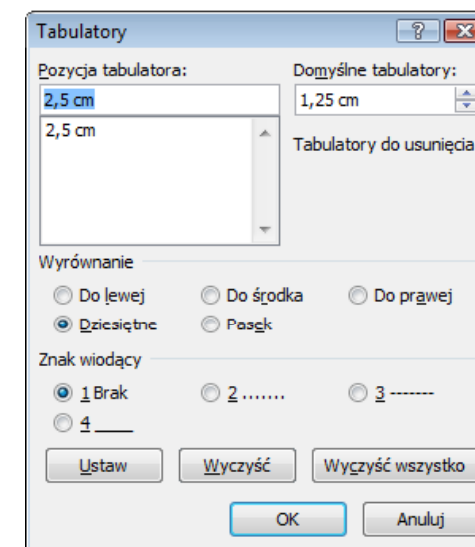 Tabulatory
Pozycja tabulatora: Domyślne tabulatory:
2,5 cm 1,25 cm
2,5 cm
Tabulatory do usunięcia
Wyrównanie
Do lewej Do środka Do prawej
Dziesiętne Pasek
Znak wiodący
1 Brak 2 ....... 3 -------
4 ____
Ustaw Wyczyść Wyczyść wszystko
OK Anuluj